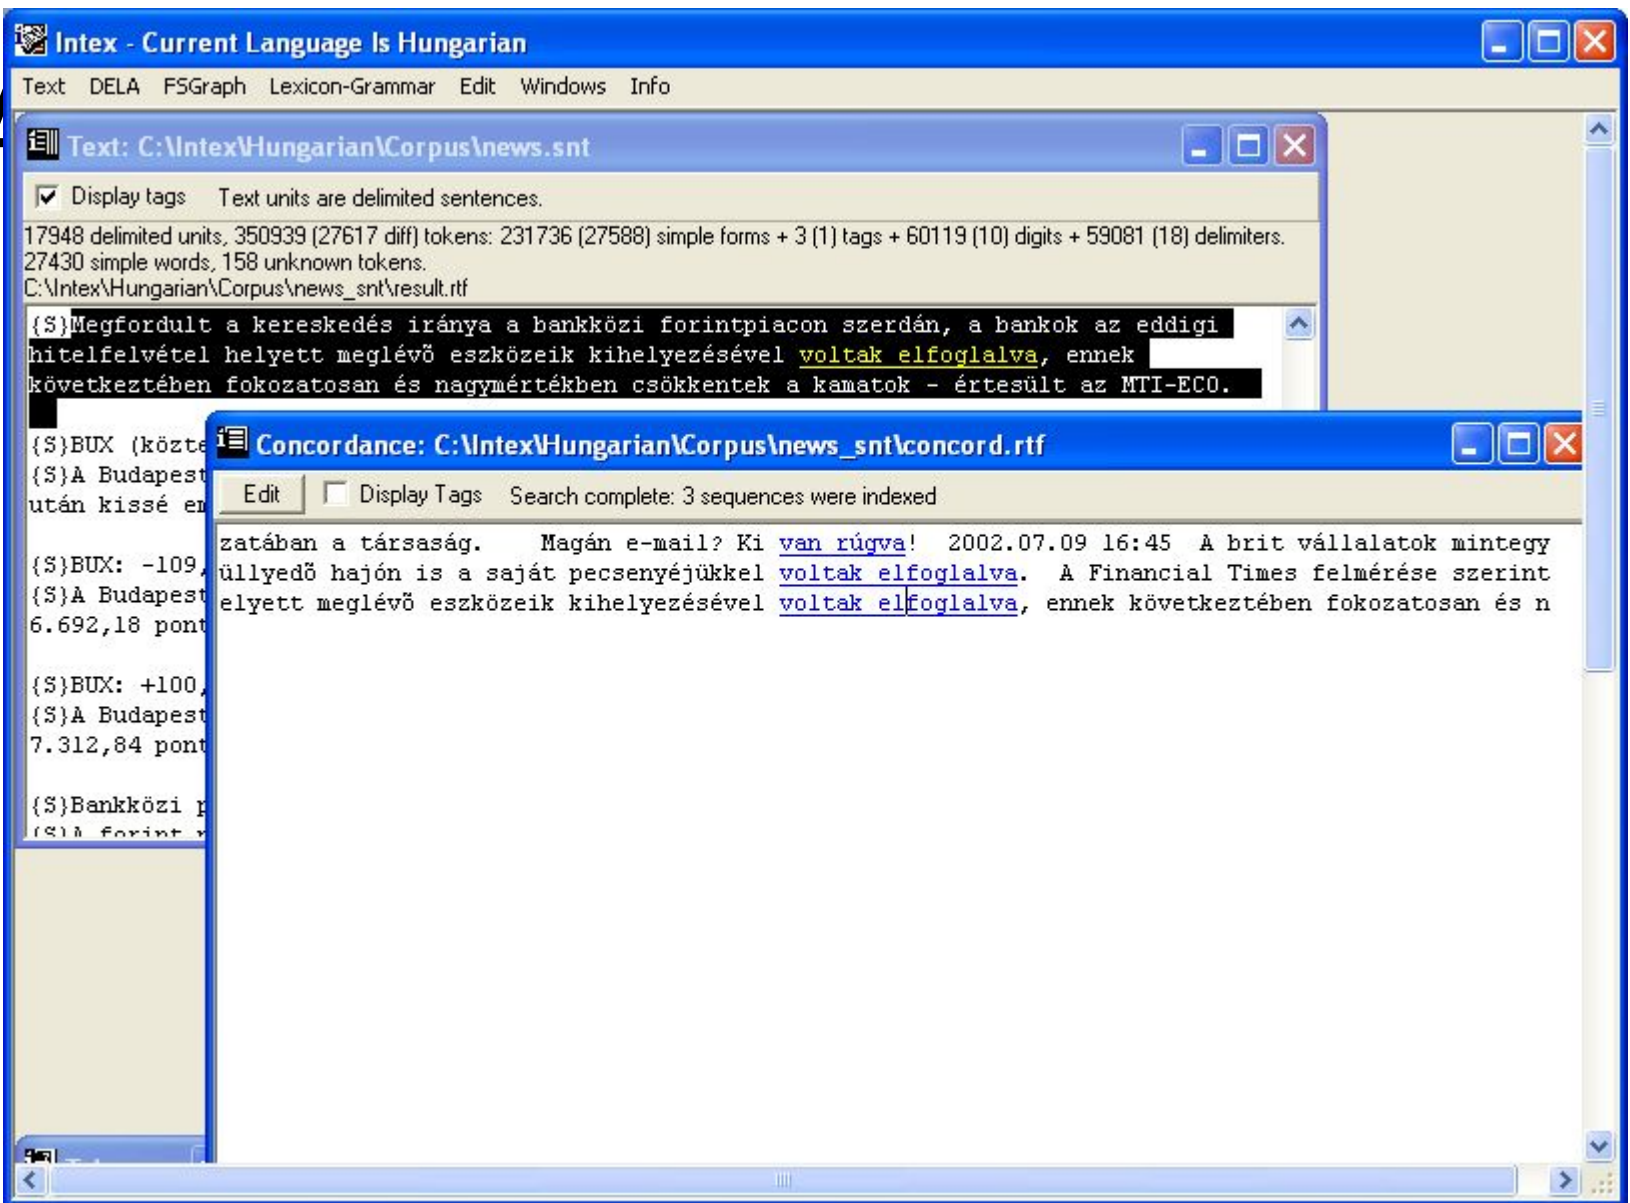 Intex - Current Language Is Hungarian
Text DELA FSGraph Lexicon-Grammar Edit Windows Info
Text: C:\Intex\Hungarian\Corpus\news.snt
Display tags Text units are delimited sentences.
17948 delimited units, 350939 (27617 diff) tokens: 231736 (27588) simple forms + 3 (1) tags + 60119 (10) digits + 59081 (18) delimiters.
27430 simple words, 158 unknown tokens.
C:\Intex\Hungarian\Corpus\news_snt\result.rtf
{S}Megfordult a kereskedés iránya a bankközi forintpiacon szerdán, a bankok az eddigi
hitelfelvétel helyett meglévõ eszközeik kihelyezésével voltak elfoglalva, ennek
következtében fokozatosan és nagymértékben csökkentek a kamatok - értesült az MTI-ECO.
{S}BUX (közte
{S}A Budapest
után kissé
{S}BUX: -109,
{S}A Budapest
6.692,18 pont
{S}BUX: +100,
{S}A Budapest
7.312,84 pont
{S}Bankközi p
{S}A forint
Concordance: C:\Intex\Hungarian\Corpus\news_snt\concord.rtf
Edit Display Tags Search complete: 3 sequences were indexed
zatában a társaság. Magán e-mail? Ki van rúgva! 2002.07.09 16:45 A brit vállalatok mintegy
üllyedõ hajón is a saját pecsenyéjükkel voltak elfoglalva. A Financial Times felmérése szerint
elyett meglévõ eszközeik kihelyezésével voltak elfoglalva, ennek következtében fokozatosan és n